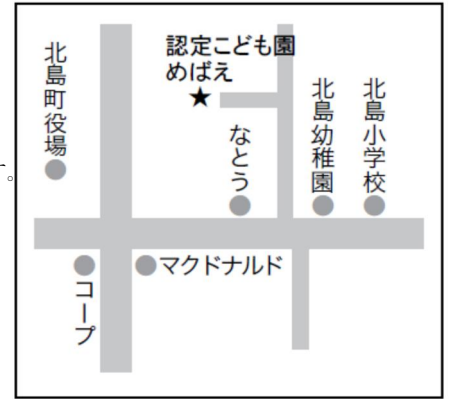 認定こども園
めばえ
★
北島町役場
なとう
北島幼稚園
北島小学校
コープ
マクドナルド
す。